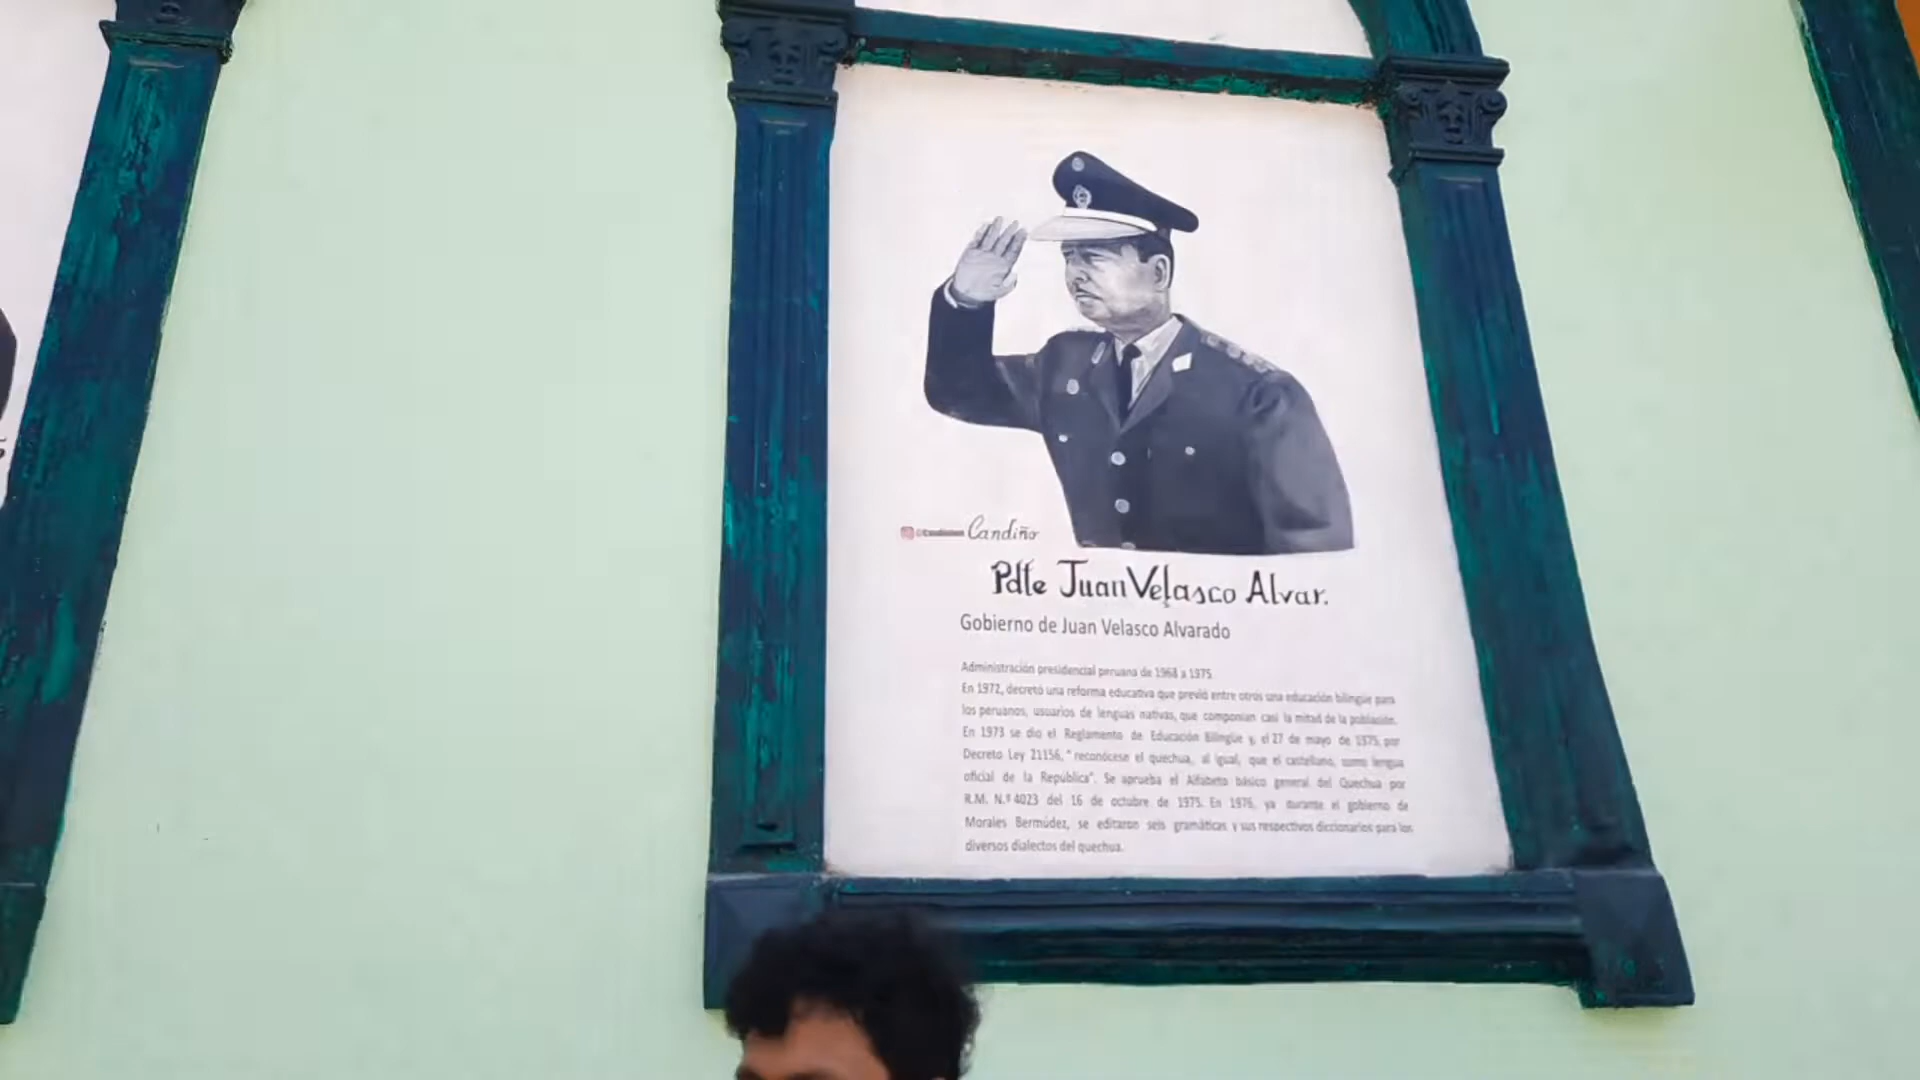 Candiño
Pdte Juan Velasco Alvar.
Gobierno de Juan Velasco Alvarado
Administración presidencial peruana de 1968 a 1975.
En 1972, decretó una reforma educativa que previó entre otros una educación bilingüe para
los peruanos, usuarios de lenguas nativas, que componían casi la mitad de la población.
En 1973 se dio el Reglamento de Educación Bilingüe y, el 27 de mayo de 1975, por
Decreto Ley 21156, "reconócese el quechua, al igual, que el castellano, como lengua
oficial de la República". Se aprueba el Alfabeto básico general del Quechua por
R.M. N.º 4023 del 16 de octubre de 1975. En 1976, ya durante el gobierno de
Morales Bermúdez, se editaron seis gramáticas y sus respectivos diccionarios para los
diversos dialectos del quechua.